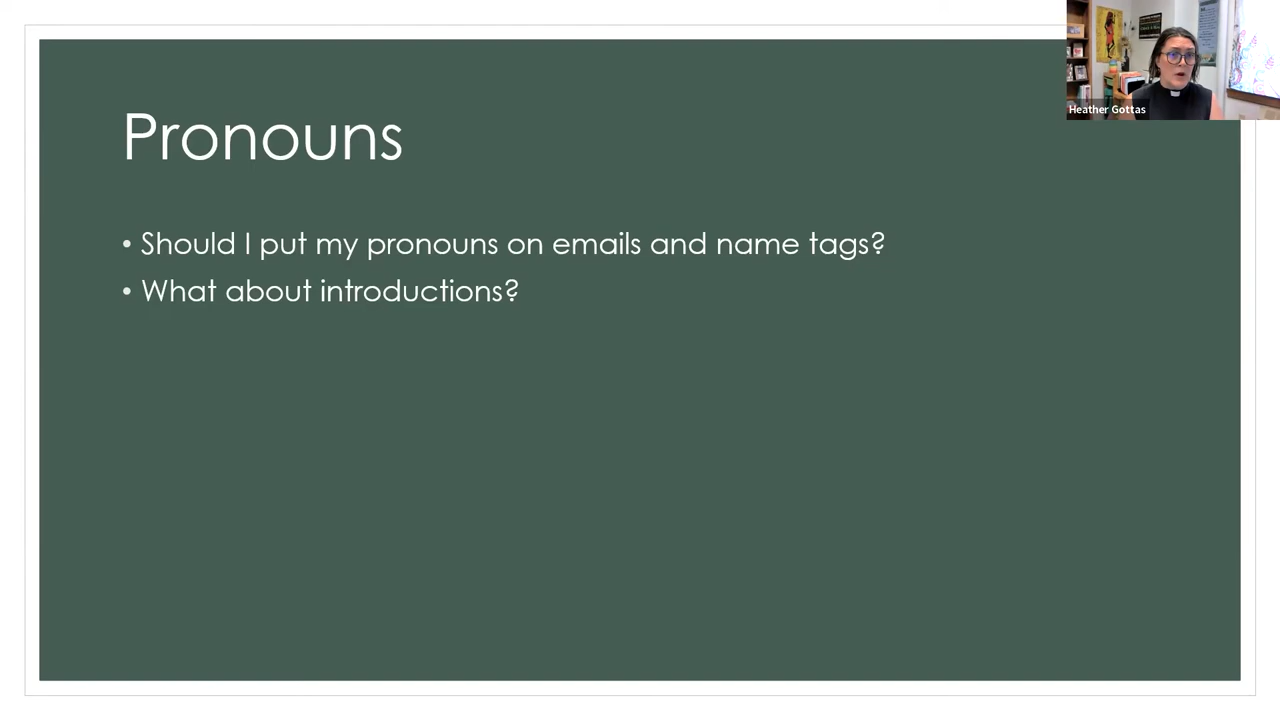 Pronouns
• Should I put my pronouns on emails and name tags?
• What about introductions?
Heather Gottas